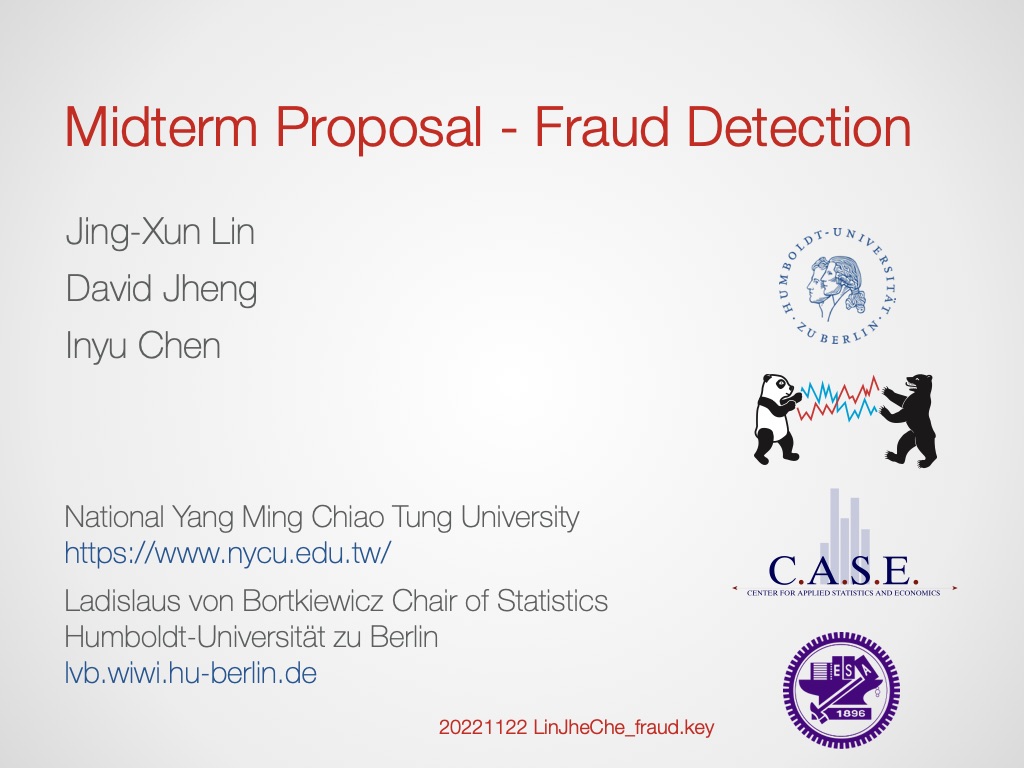 Midterm Proposal - Fraud Detection
Jing-Xun Lin
David Jheng
Inyu Chen
HUMBOLDT-UNIVERSITÄT · ZU BERLIN ·
National Yang Ming Chiao Tung University
https://www.nycu.edu.tw/
C.A.S.E.
CENTER FOR APPLIED STATISTICS AND ECONOMICS
Ladislaus von Bortkiewicz Chair of Statistics
Humboldt-Universität zu Berlin
lvb.wiwi.hu-berlin.de
ESA
1896
20221122 LinJheChe_fraud.key